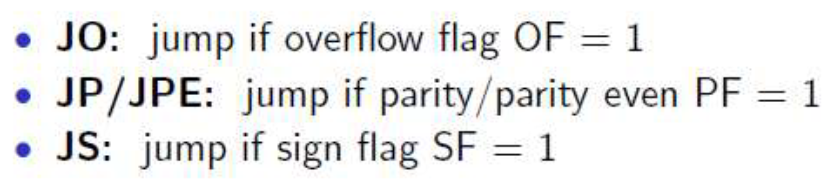 • JO: jump if overflow flag OF = 1
• JP/JPE: jump if parity/parity even PF = 1
• JS: jump if sign flag SF = 1